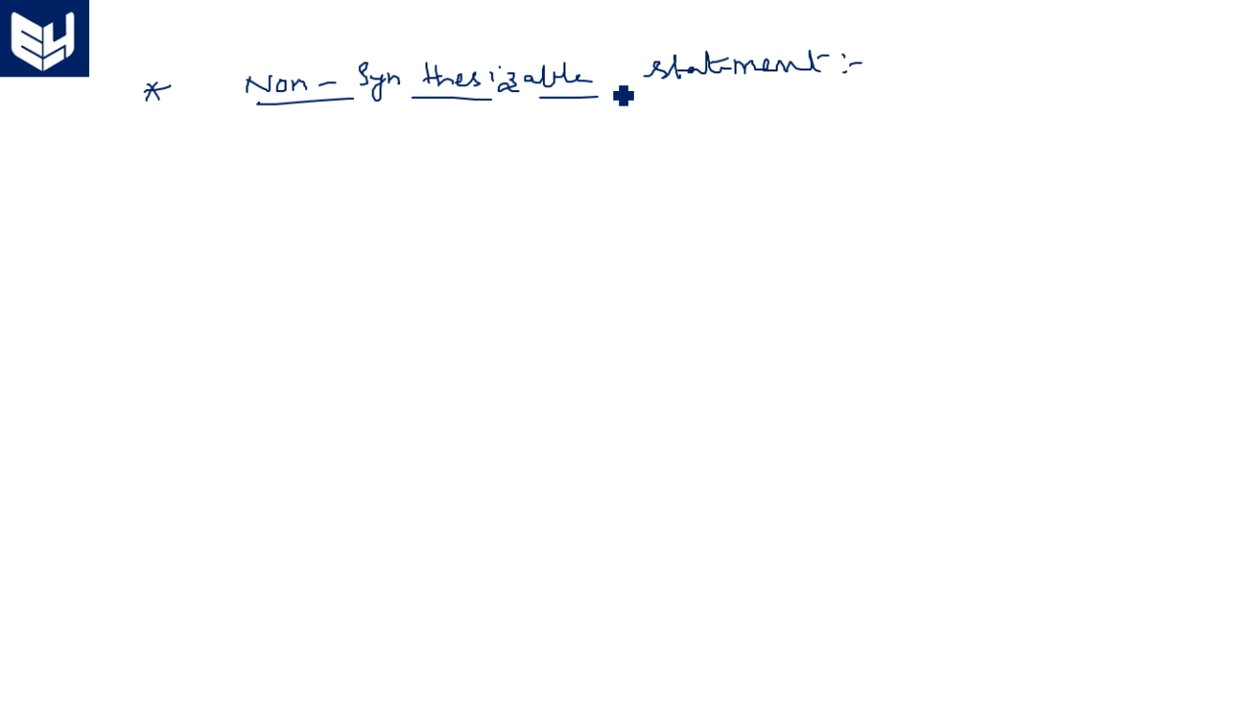 * Non - Synthesizable statement :-